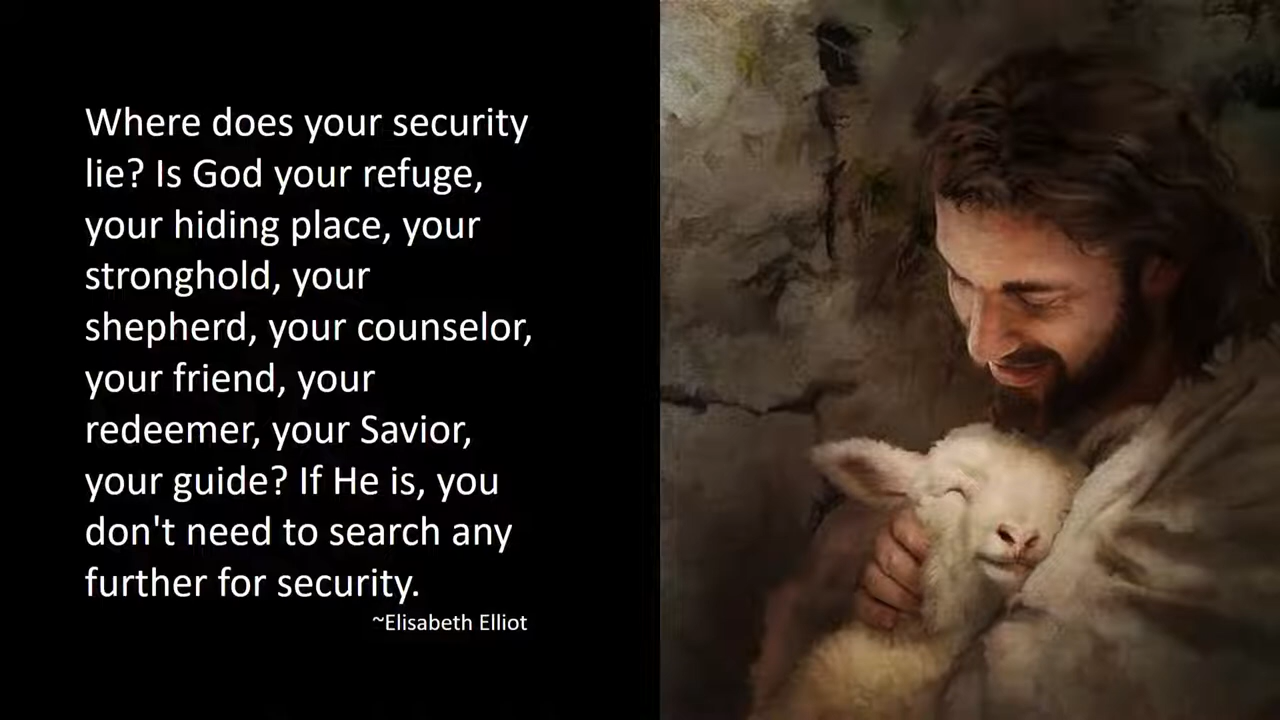 Where does your security
lie? Is God your refuge,
your hiding place, your
stronghold, your
shepherd, your counselor,
your friend, your
redeemer, your Savior,
your guide? If He is, you
don't need to search any
further for security.
~Elisabeth Elliot